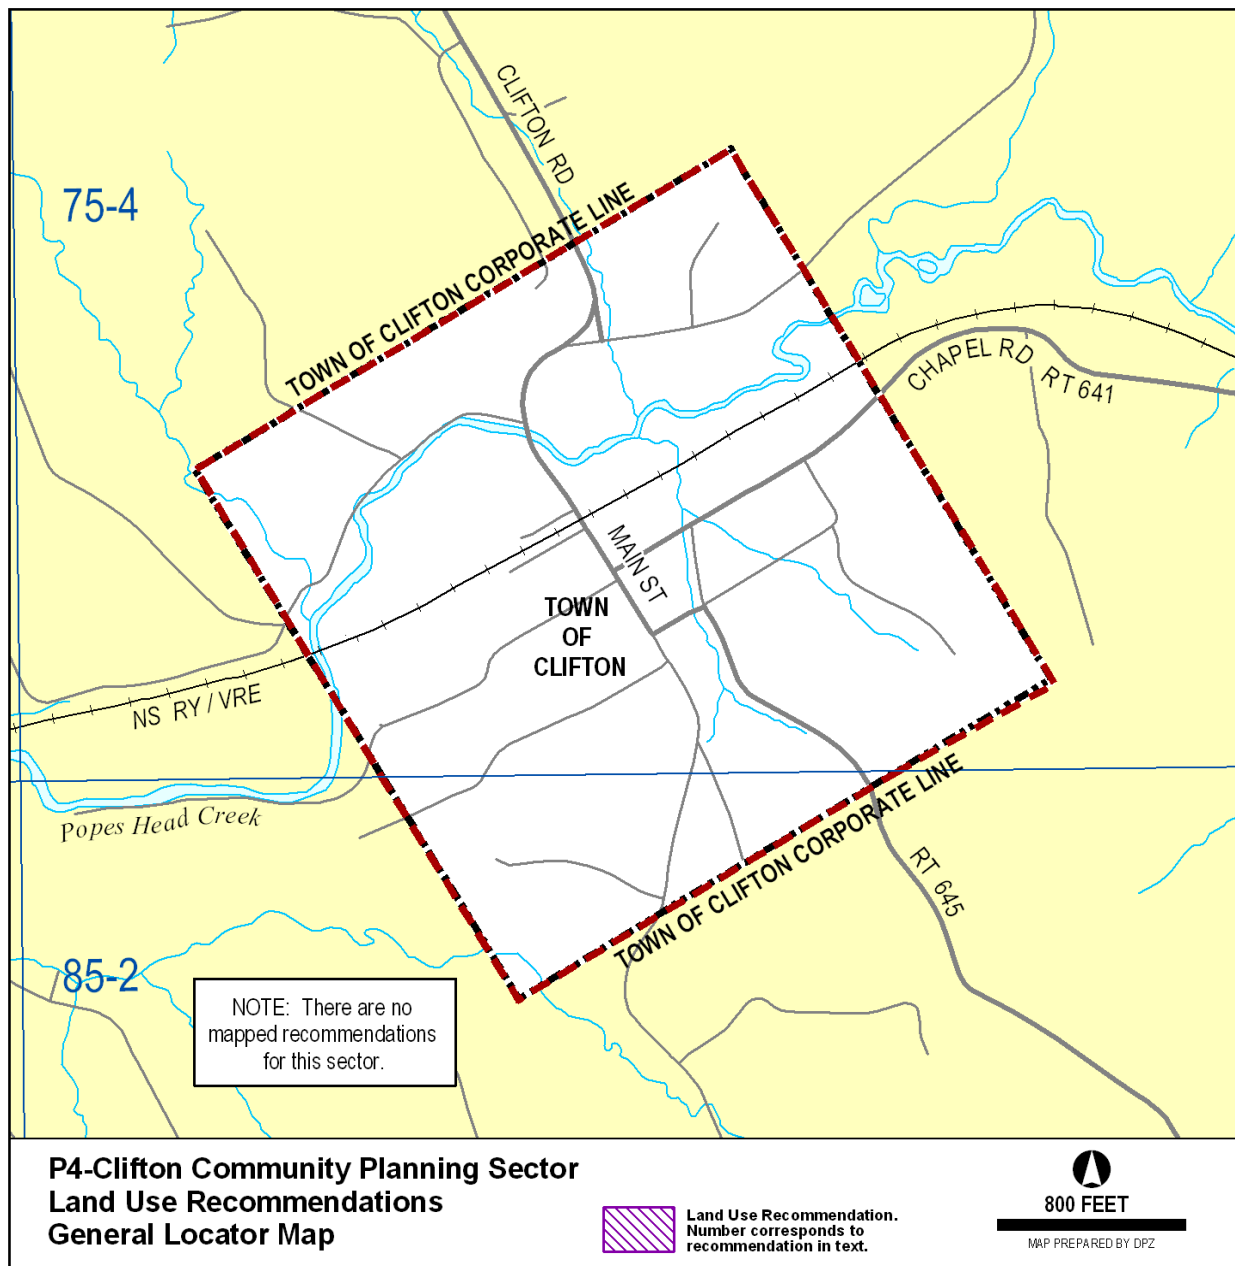 CLIFTON RD
75-4
TOWN OF CLIFTON CORPORATE LINE
CHAPEL RD
RT 641
MAIN ST
TOWN
OF
CLIFTON
NS RY / VRE
Popes Head Creek
TOWN OF CLIFTON CORPORATE LINE
RT 645
85-2
NOTE: There are no
mapped recommendations
for this sector.
P4-Clifton Community Planning Sector
Land Use Recommendations
General Locator Map
Land Use Recommendation.
Number corresponds to
recommendation in text.
800 FEET
MAP PREPARED BY DPZ